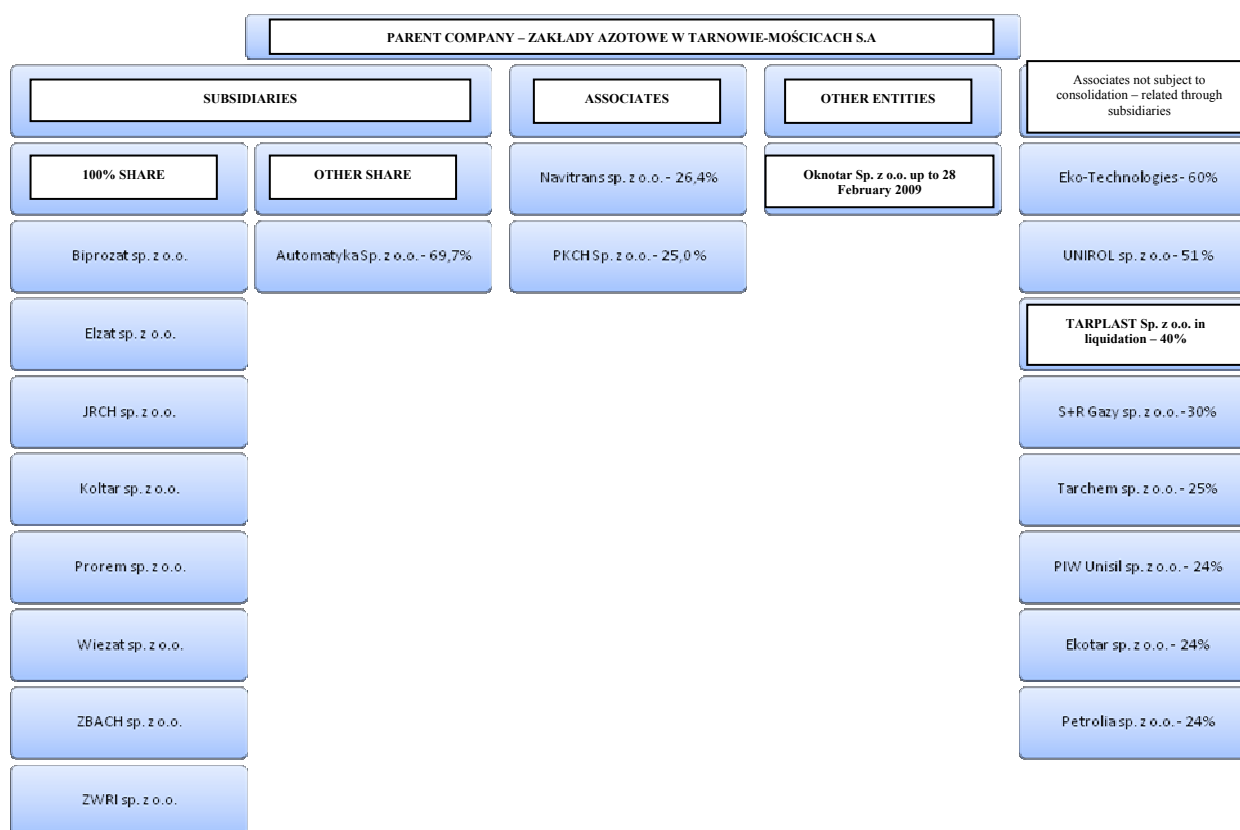 PARENT COMPANY – ZAKŁADY AZOTOWE W TARNOWIE-MOŚCICACH S.A
SUBSIDIARIES
ASSOCIATES
OTHER ENTITIES
Associates not subject to
consolidation – related through
subsidiaries
100% SHARE
OTHER SHARE
Navitrans sp. z o.o. - 26,4%
Oknotar Sp. z o.o. up to 28
February 2009
Eko-Technologies - 60%
Biprozat sp. z o.o.
Automatyka Sp. z o.o. - 69,7%
PKCH Sp. z o.o. - 25,0%
UNIROL sp. z o.o - 51 %
Elzat sp. z o.o.
TARPLAST Sp. z o.o. in
liquidation – 40%
JRCH sp. z o.o.
S+R Gazy sp. z o.o. - 30%
Koltar sp. z o.o.
Tarchem sp. z o.o. - 25%
Prorem sp. z o.o.
PIW Unisil sp. z o.o. - 24%
Wiezat sp. z o.o.
Ekotar sp. z o.o. - 24%
ZBACH sp. z o.o.
Petrolia sp. z o.o. - 24%
ZWRI sp. z o.o.